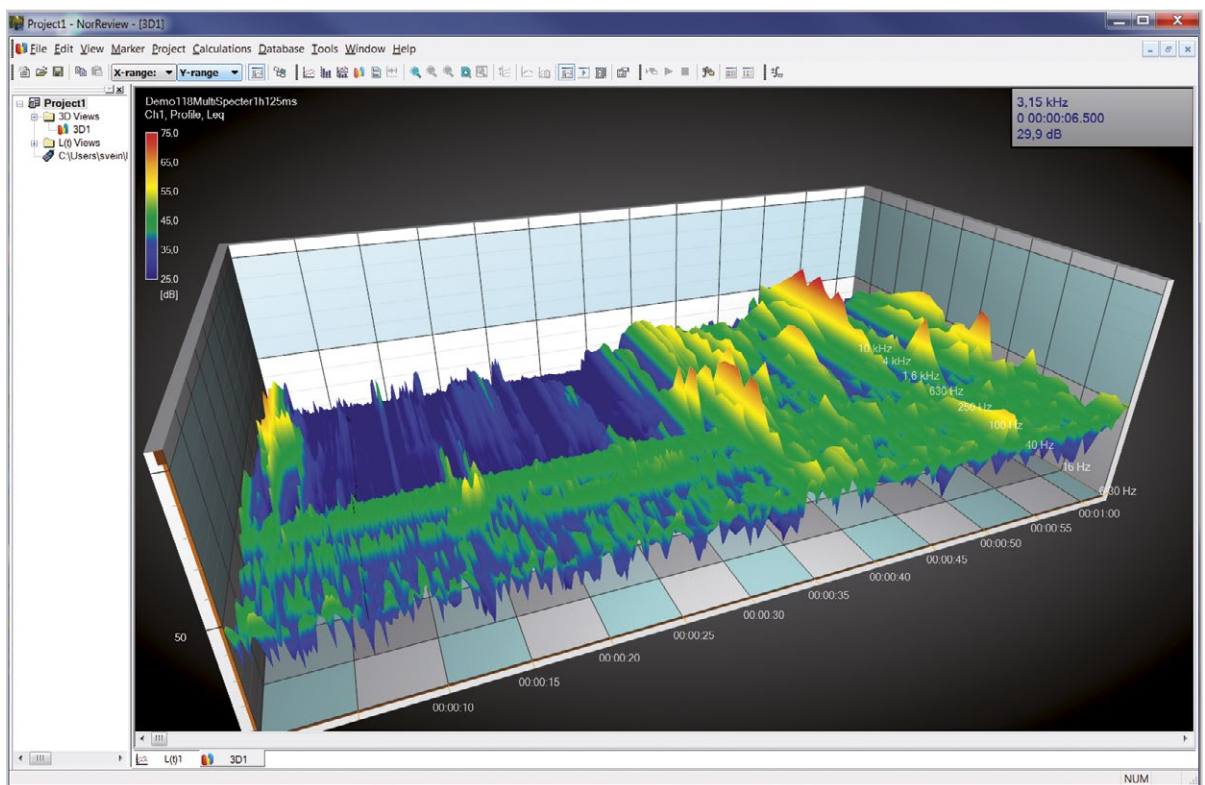 Project1 - NorReview - [3D1]
File Edit View Marker Project Calculations Database Tools Window Help
X-range: Y-range
Project1
3D Views
3D1
L(t) Views
C:\Users\svein\
Demo118MultiSpecter1h125ms
Ch1, Profile, Leq
75.0
65,0
55,0
45,0
35,0
25.0
[dB]
3,15 kHz
0 00:00:06.500
29,9 dB
10 kHz
4 kHz
1,6 kHz
630 Hz
250 Hz
100 Hz
40 Hz
16 Hz
6,30 Hz
50
00:00:10
00:00:15
00:00:20
00:00:25
00:00:30
00:00:35
00:00:40
00:00:45
00:00:50
00:00:55
00:01:00
L(t)1
3D1
NUM